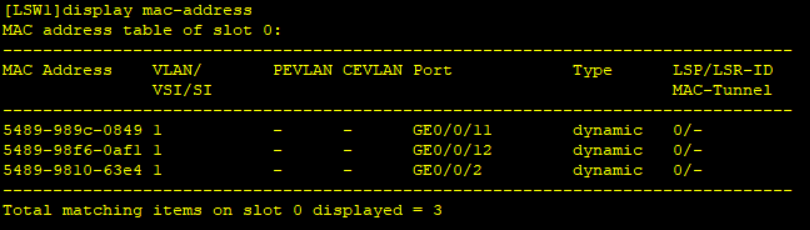 [LSW1]display mac-address
MAC address table of slot 0:
-------------------------------------------------------------------------------
MAC Address    VLAN/       PEVLAN CEVLAN Port            Type      LSP/LSR-ID
               VSI/SI                                              MAC-Tunnel
-------------------------------------------------------------------------------
5489-989c-0849 1           -      -      GE0/0/11        dynamic   0/-
5489-98f6-0af1 1           -      -      GE0/0/12        dynamic   0/-
5489-9810-63e4 1           -      -      GE0/0/2         dynamic   0/-
-------------------------------------------------------------------------------
Total matching items on slot 0 displayed = 3